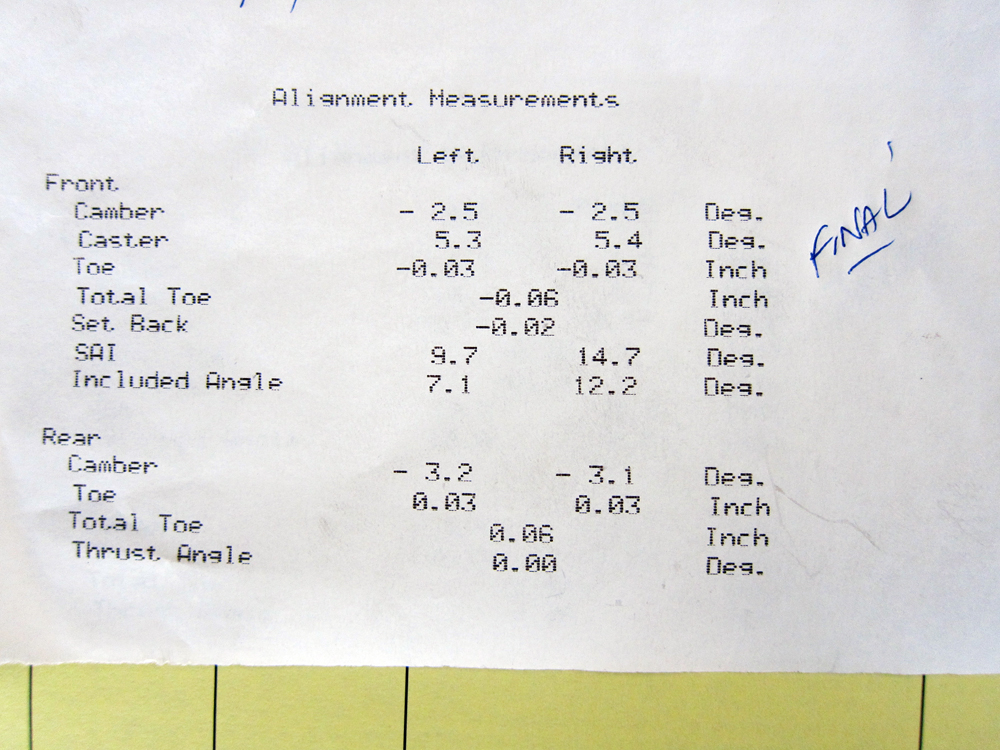 Alignment Measurements
Left Right
Front
Camber - 2.5 - 2.5 Deg.
Caster 5.3 5.4 Deg.
Toe -0.03 -0.03 Inch
Total Toe -0.06 Inch
Set Back -0.02 Deg.
SAI 9.7 14.7 Deg.
Included Angle 7.1 12.2 Deg.
FINAL
Rear
Camber - 3.2 - 3.1 Deg.
Toe 0.03 0.03 Inch
Total Toe 0.06 Inch
Thrust Angle 0.00 Deg.